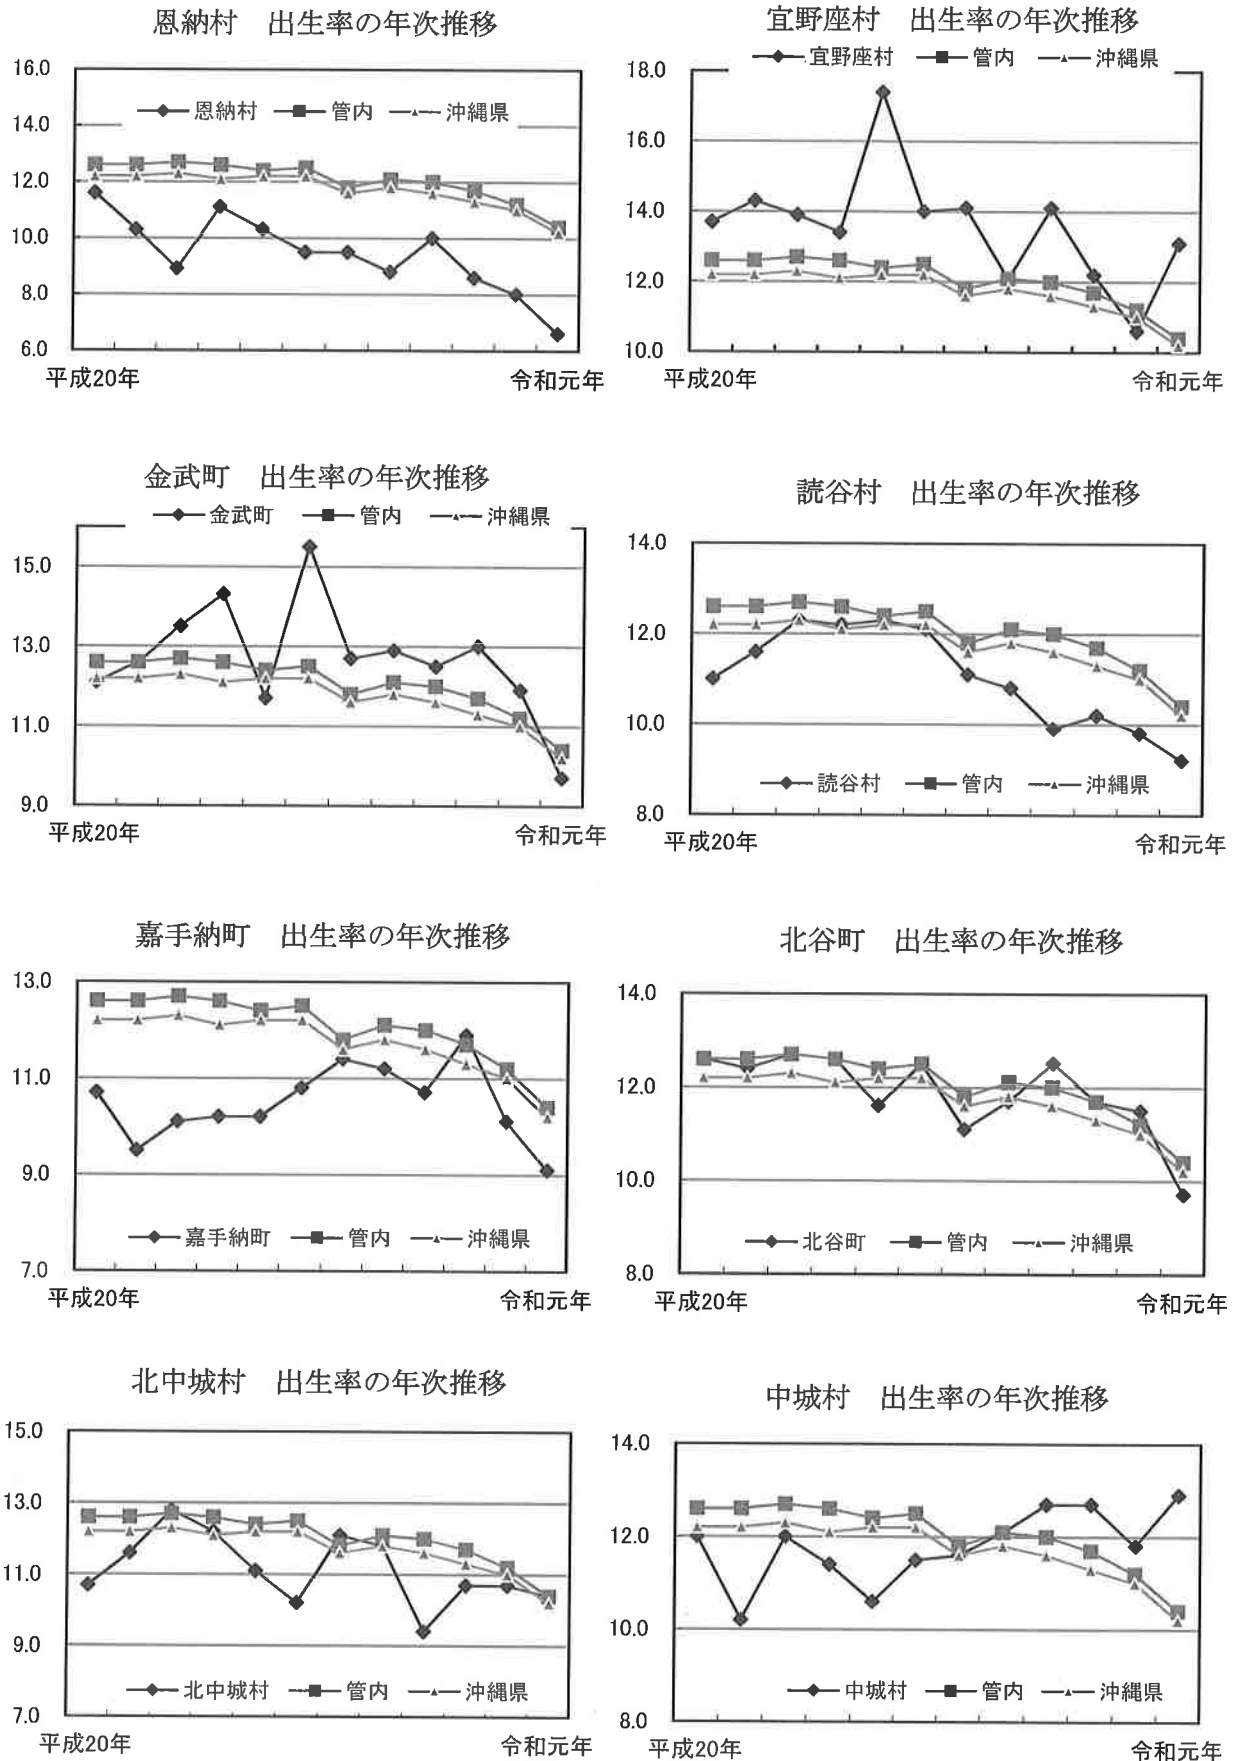 恩納村　出生率の年次推移
恩納村 管内 沖縄県
16.0
14.0
12.0
10.0
8.0
6.0
平成20年 令和元年
宜野座村　出生率の年次推移
宜野座村 管内 沖縄県
18.0
16.0
14.0
12.0
10.0
平成20年 令和元年
金武町　出生率の年次推移
金武町 管内 沖縄県
15.0
13.0
11.0
9.0
平成20年 令和元年
読谷村　出生率の年次推移
14.0
12.0
10.0
読谷村 管内 沖縄県
8.0
平成20年 令和元年
嘉手納町　出生率の年次推移
13.0
11.0
9.0
嘉手納町 管内 沖縄県
7.0
平成20年 令和元年
北谷町　出生率の年次推移
14.0
12.0
10.0
北谷町 管内 沖縄県
8.0
平成20年 令和元年
北中城村　出生率の年次推移
15.0
13.0
11.0
9.0
北中城村 管内 沖縄県
7.0
平成20年 令和元年
中城村　出生率の年次推移
14.0
12.0
10.0
中城村 管内 沖縄県
8.0
平成20年 令和元年